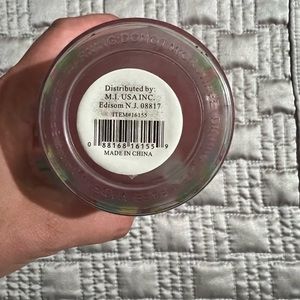 Distributed by:
M.J. USA INC.
Edisom N.J. 08817
ITEM#16155
0 88168 16155 9
MADE IN CHINA